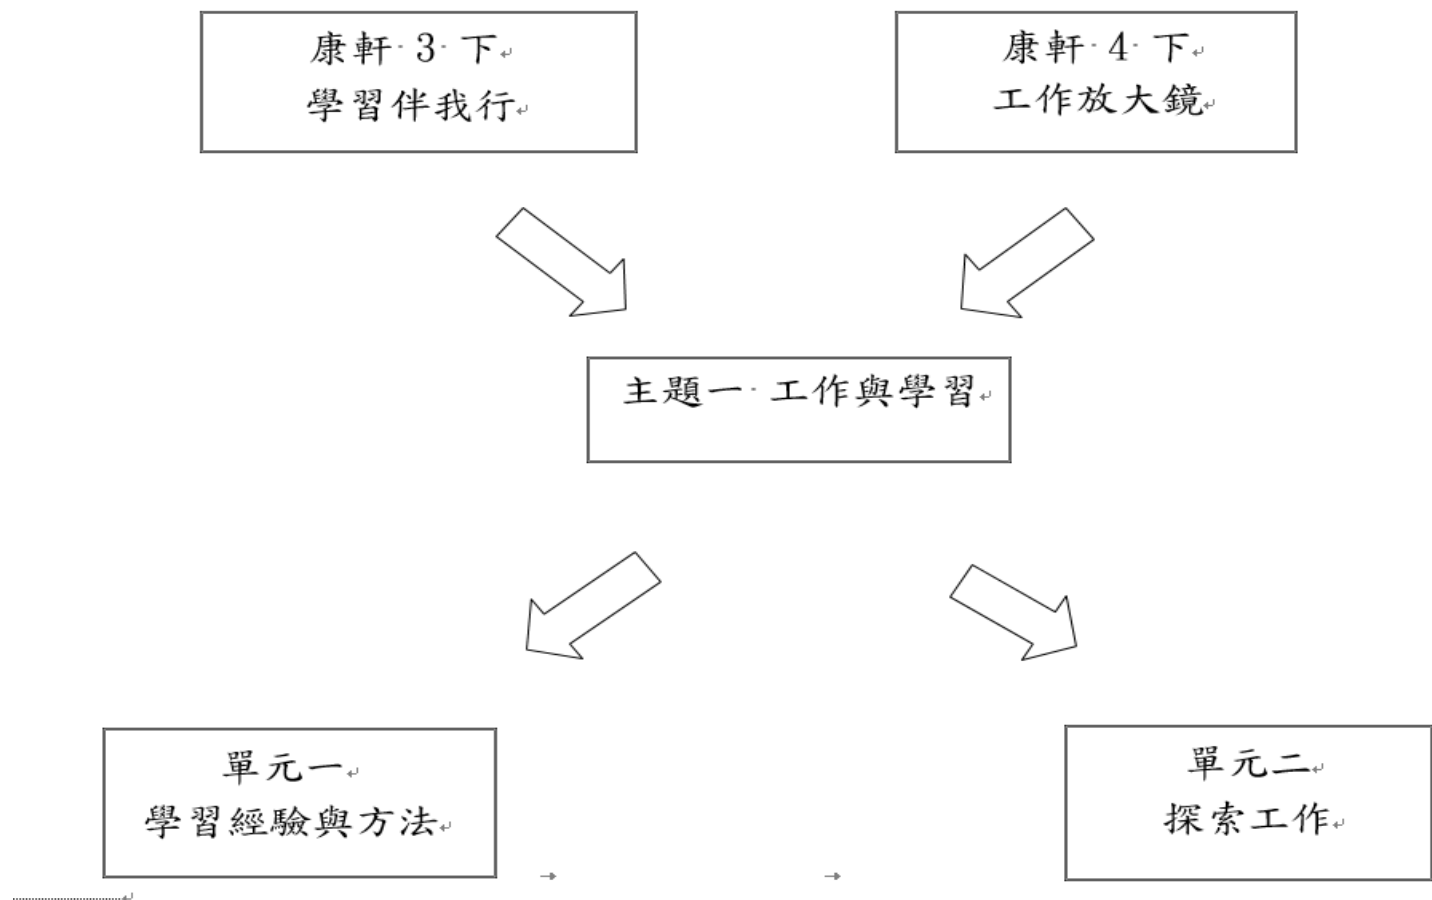 康軒 3 下
學習伴我行
康軒 4 下
工作放大鏡
主題一 工作與學習
單元一
學習經驗與方法
單元二
探索工作